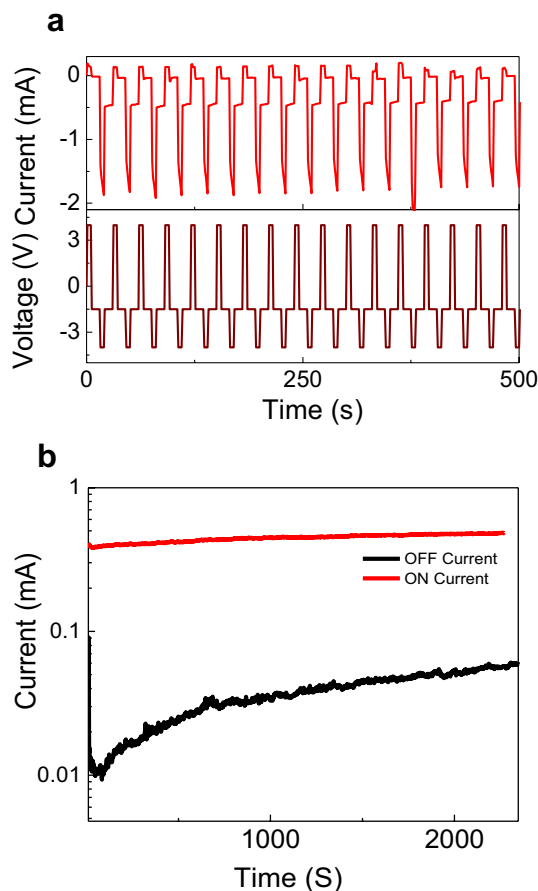 a
Current (mA)
0
-1
-2
Voltage (V)
3
0
-3
0
250
500
Time (s)
b
Current (mA)
1
0.1
0.01
OFF Current
ON Current
1000
2000
Time (S)